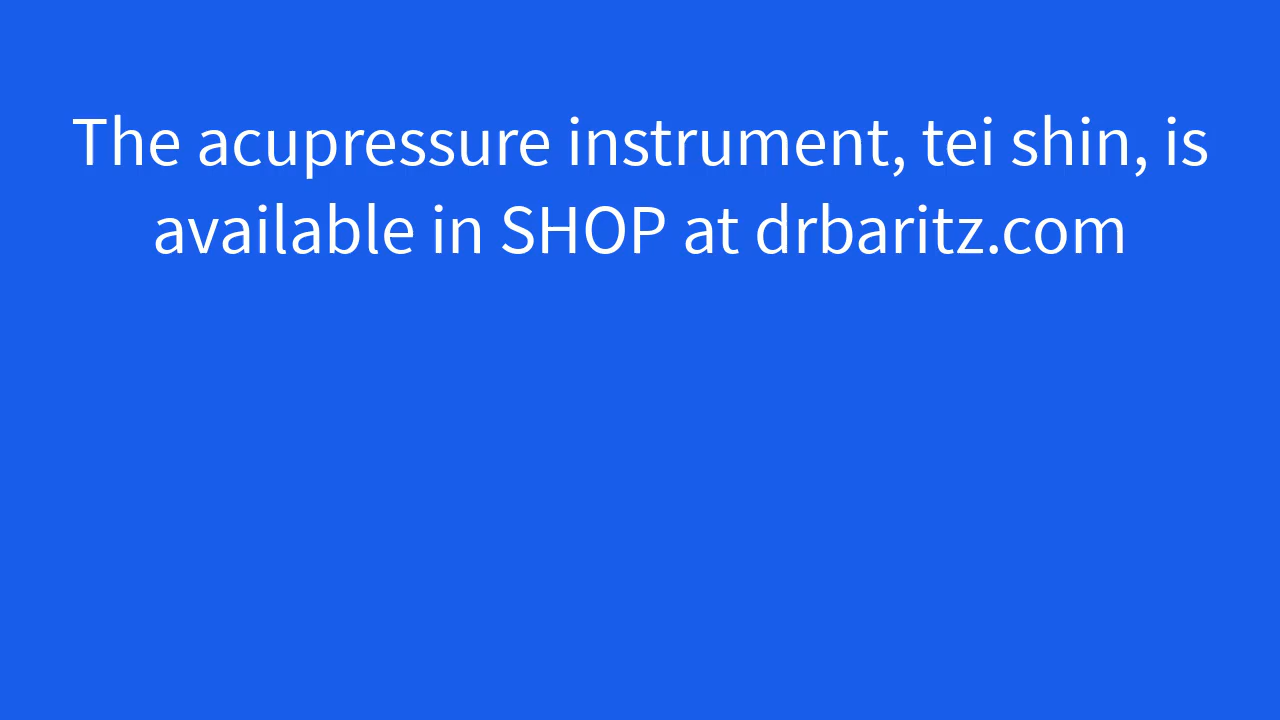 The acupressure instrument, tei shin, is
available in SHOP at drbaritz.com